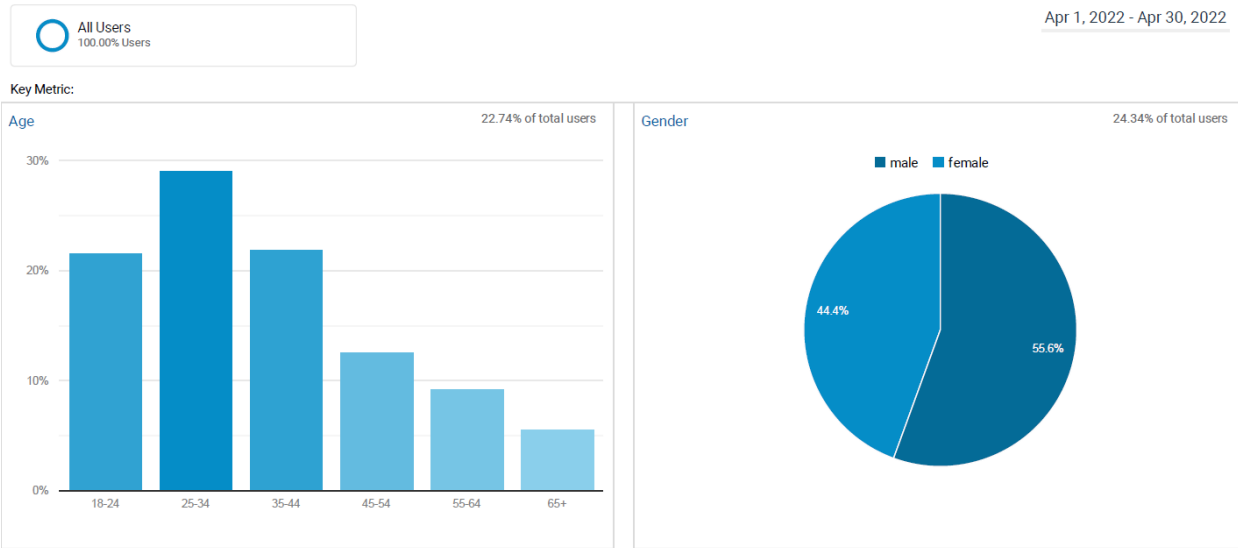 All Users
100.00% Users
Apr 1, 2022 - Apr 30, 2022
Key Metric:
Age
22.74% of total users
30%
20%
10%
0%
18-24 25-34 35-44 45-54 55-64 65+
Gender
24.34% of total users
male female
44.4%
55.6%